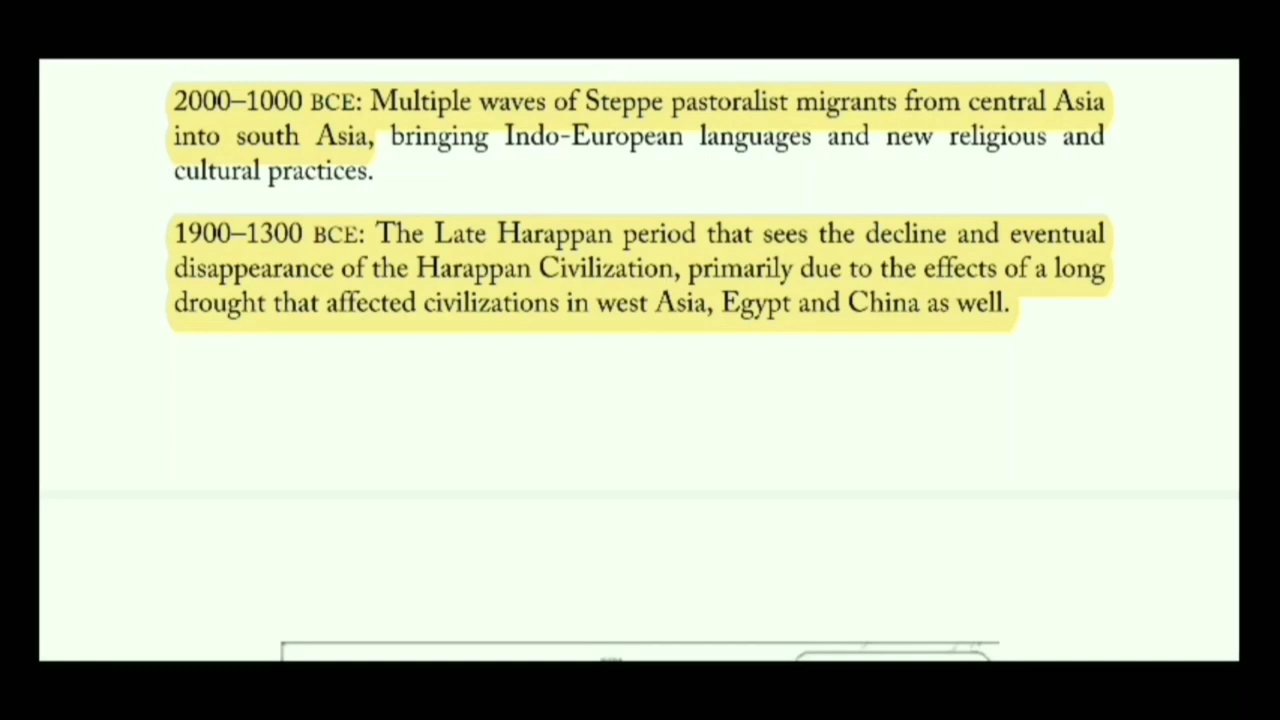 2000–1000 BCE: Multiple waves of Steppe pastoralist migrants from central Asia
into south Asia, bringing Indo-European languages and new religious and
cultural practices.
1900–1300 BCE: The Late Harappan period that sees the decline and eventual
disappearance of the Harappan Civilization, primarily due to the effects of a long
drought that affected civilizations in west Asia, Egypt and China as well.